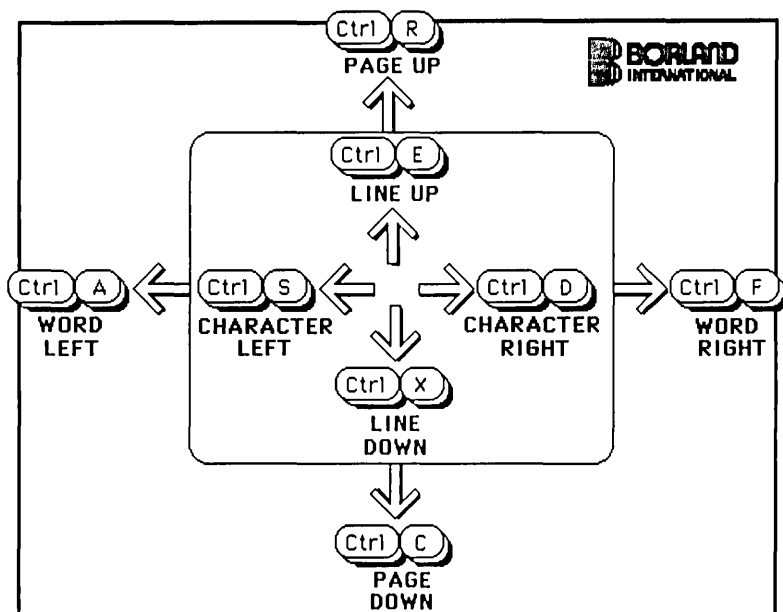 Ctrl R
PAGE UP
BORLAND
INTERNATIONAL
Ctrl E
LINE UP
Ctrl A
WORD
LEFT
Ctrl S
CHARACTER
LEFT
Ctrl D
CHARACTER
RIGHT
Ctrl F
WORD
RIGHT
Ctrl X
LINE
DOWN
Ctrl C
PAGE
DOWN